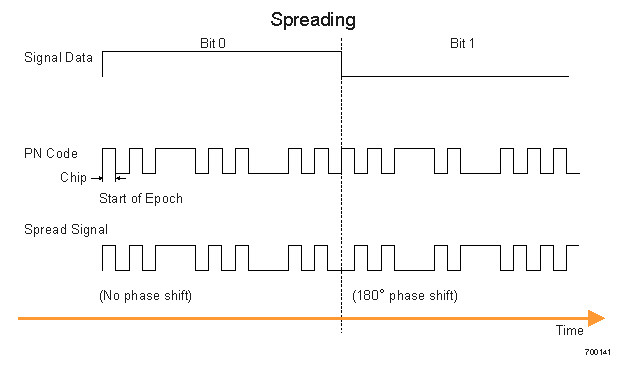 Spreading
Bit 0
Bit 1
Signal Data
PN Code
Chip
Start of Epoch
Spread Signal
(No phase shift)
(180° phase shift)
Time
700141